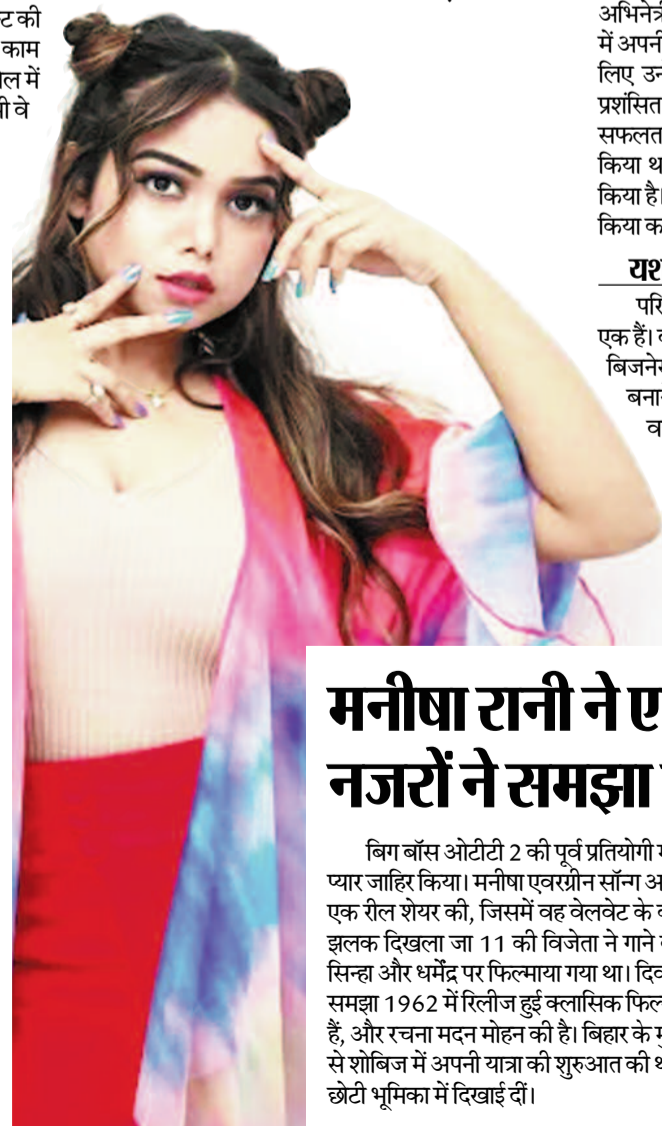 ट की
काम
ल में
वे
अभिनेत्री
में अपनी
लिए
प्रशंसित
सफलत
किया
किया है।
किया
यश
परि
एक हैं।
बिजनेस
बना
व
मनीषा रानी ने ए
नजरों ने समझा
बिग बॉस ओटीटी 2 की पूर्व प्रतियोगी
प्यार जाहिर किया। मनीषा एवरग्रीन सॉन्ग
एक रील शेयर की, जिसमें वह वेलवेट के
झलक दिखला जा 11 की विजेता ने गाने
सिन्हा और धर्मेंद्र पर फिल्माया गया था।
समझा 1962 में रिलीज हुई क्लासिक
हैं, और रचना मदन मोहन की है। बिहार के
से शोबिज में अपनी यात्रा की शुरुआत की
छोटी भूमिका में दिखाई दीं।